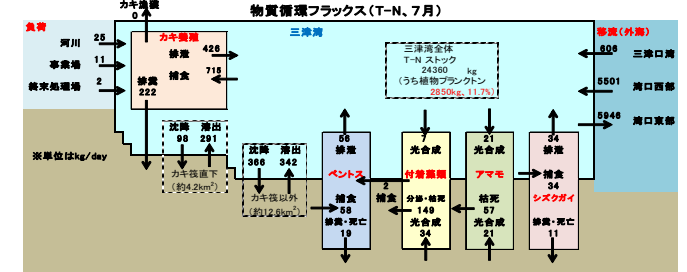 物質循環フラックス(T-N、7月)
カキ漁獲
0
負荷
河川 25
事業場 11
終末処理場 2
※単位はkg/day
カキ養殖
排泄 426
捕食 715
排糞
222
三津湾
三津湾全体
T-N ストック
24360 kg
(うち植物プランクトン
2850kg、11.7%)
移流(外海)
606 三津口湾
5501 湾口西部
5946 湾口東部
沈降 溶出
98 291
カキ筏直下
(約4.2km²)
沈降 溶出
366 342
カキ筏以外
(約12.6km²)
56
排泄
ベントス
捕食
58
排糞・死亡
19
2
捕食
7
光合成
付着藻類
分泌・枯死
149
光合成
34
21
光合成
アマモ
枯死
57
光合成
21
34
排泄
捕食
34
シズクガイ
排糞・死亡
11